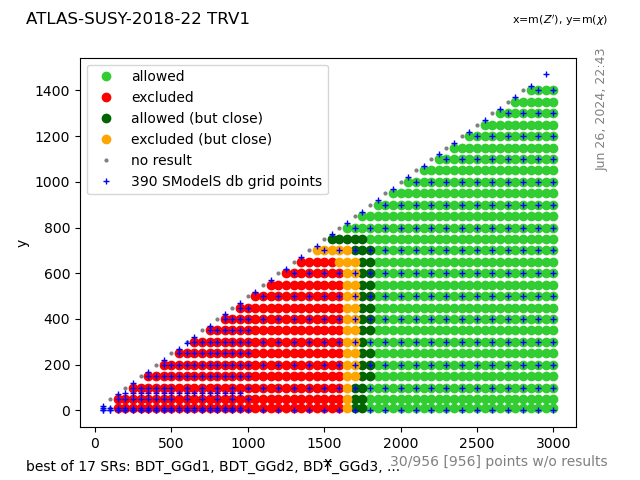 ATLAS-SUSY-2018-22 TRV1
x=m(Z′), y=m(χ)
Jun 26, 2024, 22:43
allowed
excluded
allowed (but close)
excluded (but close)
no result
390 SModelS db grid points
y
1400
1200
1000
800
600
400
200
0
0 500 1000 1500 2000 2500 3000
x
best of 17 SRs: BDT_GGd1, BDT_GGd2, BDT_GGd3, ...
30/956 [956] points w/o results